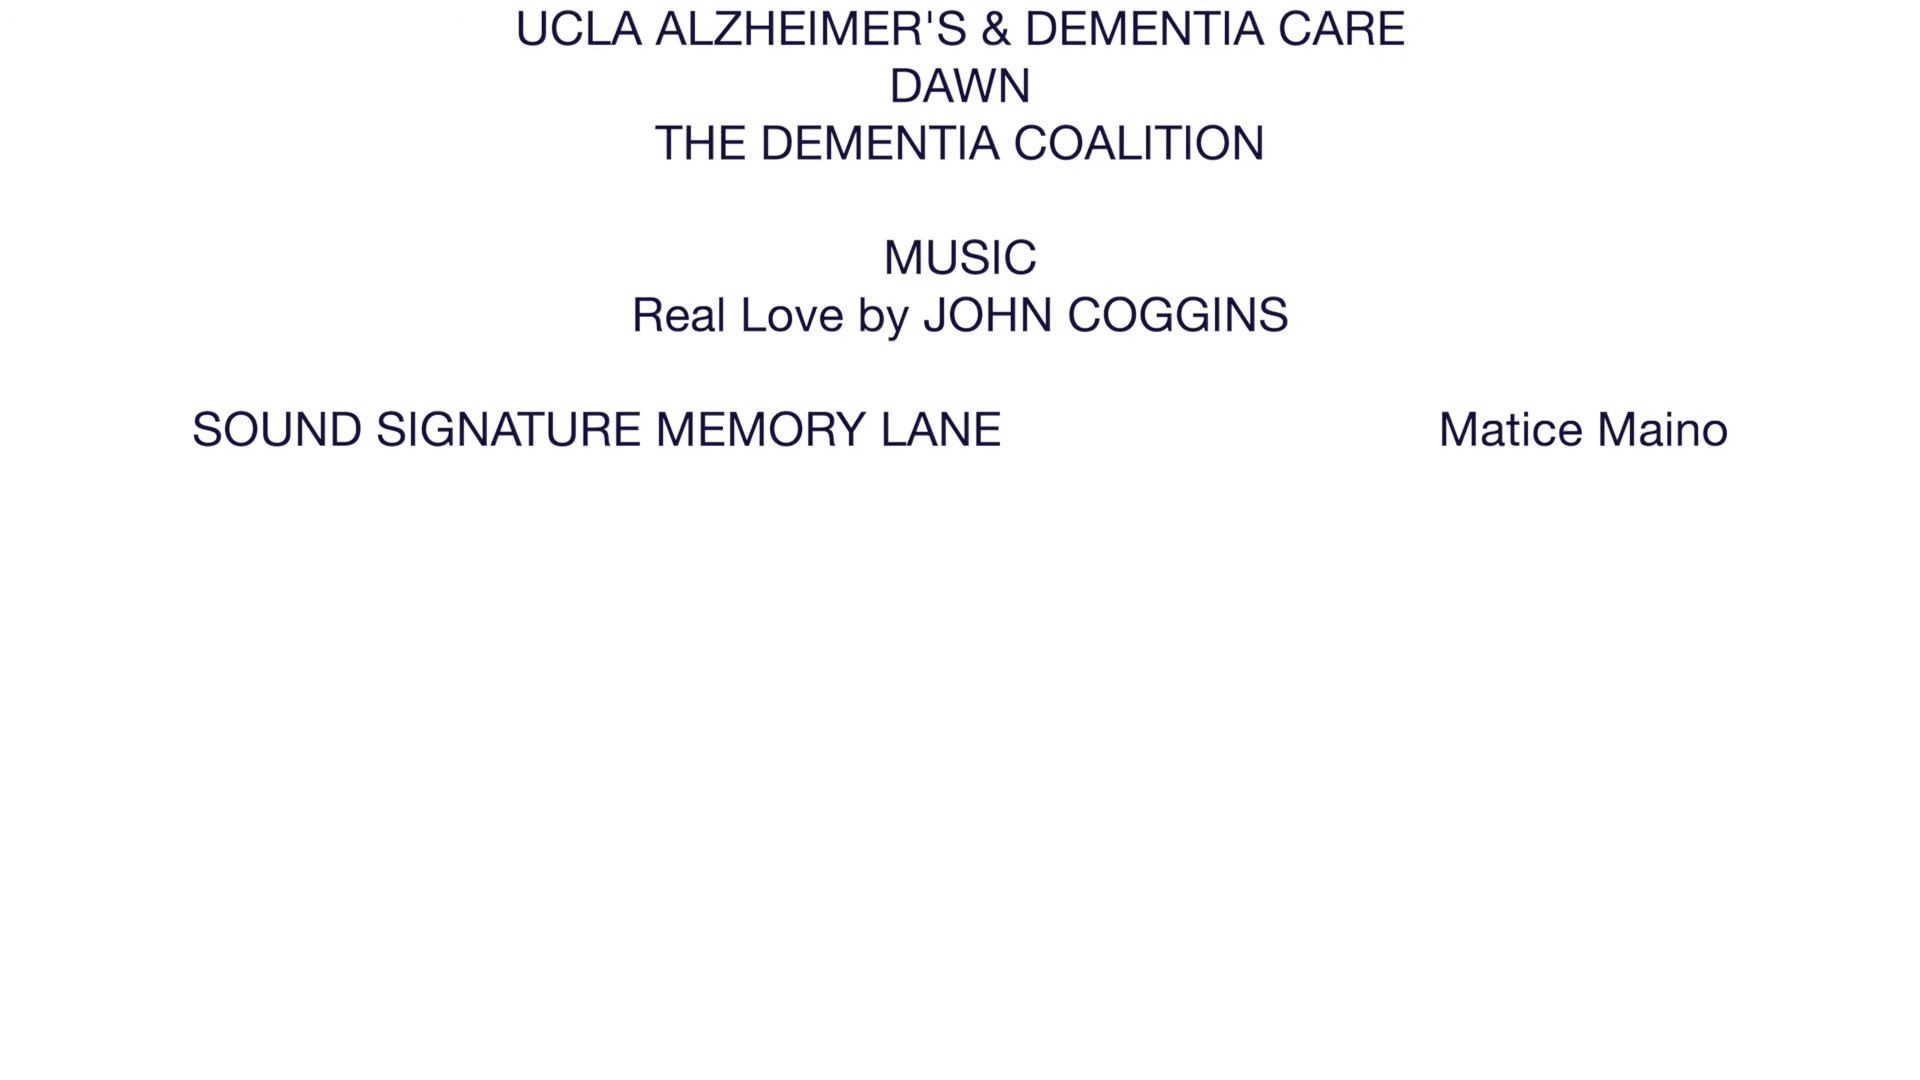 UCLA ALZHEIMER'S & DEMENTIA CARE
DAWN
THE DEMENTIA COALITION
MUSIC
Real Love by JOHN COGGINS
SOUND SIGNATURE MEMORY LANE Matice Maino